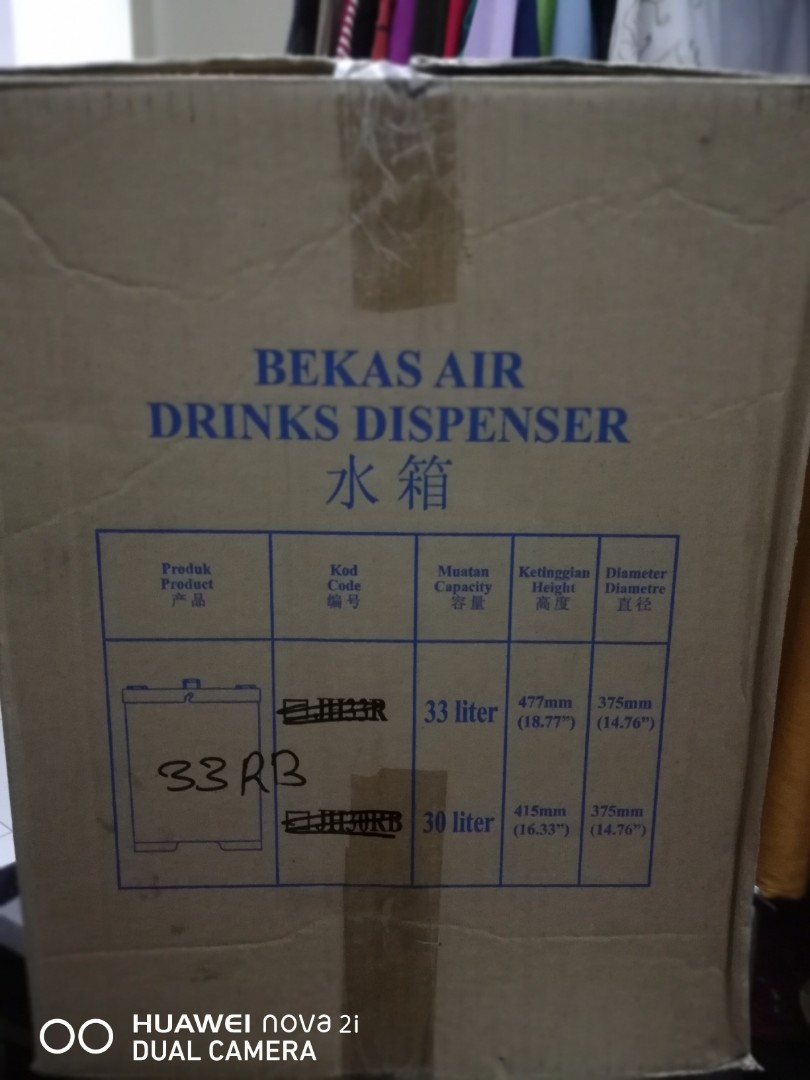 BEKAS AIR
DRINKS DISPENSER
水箱
Produk
Product
产品
Kod
Code
编号
Muatan
Capacity
容量
Ketinggian
Height
高度
Diameter
Diametre
直径
JH33R
33 liter
477mm
(18.77")
375mm
(14.76")
33RB
JH30RB
30 liter
415mm
(16.33")
375mm
(14.76")
HUAWEI nova 2i
DUAL CAMERA